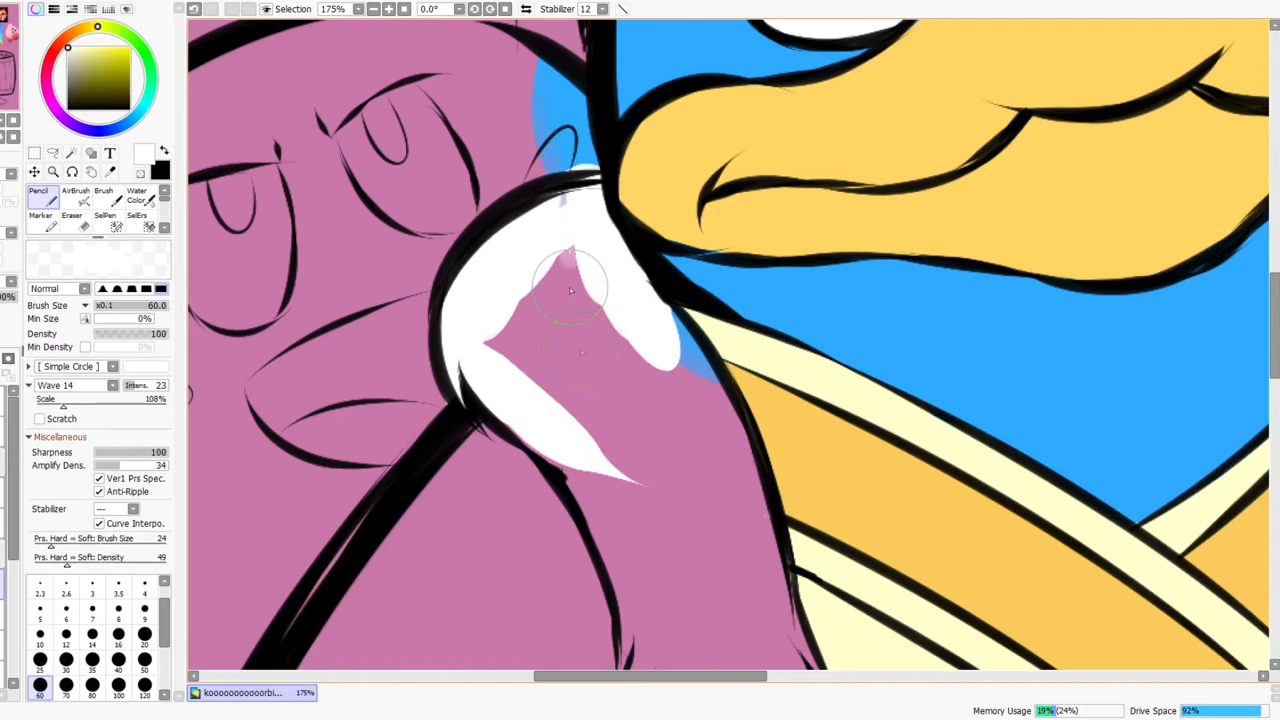 Selection 175% 0.0° Stabilizer 12
T
Pencil AirBrush Brush Water Color
Marker Eraser SelPen SelErs
Normal
Brush Size x0.1 60.0
Min Size 0%
Density 100
Min Density 0%
[ Simple Circle ]
Wave 14 Intens. 23
Scale 108%
Scratch
Miscellaneous
Sharpness 100
Amplify Dens. 34
Ver1 Prs Spec.
Anti-Ripple
Stabilizer ---
Curve Interpo.
Prs. Hard = Soft: Brush Size 24
Prs. Hard = Soft: Density 49
2.3 2.6 3 3.5 4
5 6 7 8 9
10 12 14 16 20
25 30 35 40 50
60 70 80 100 120
kooooooooooorbi... 175%
Memory Usage 19% (24%) Drive Space 92%